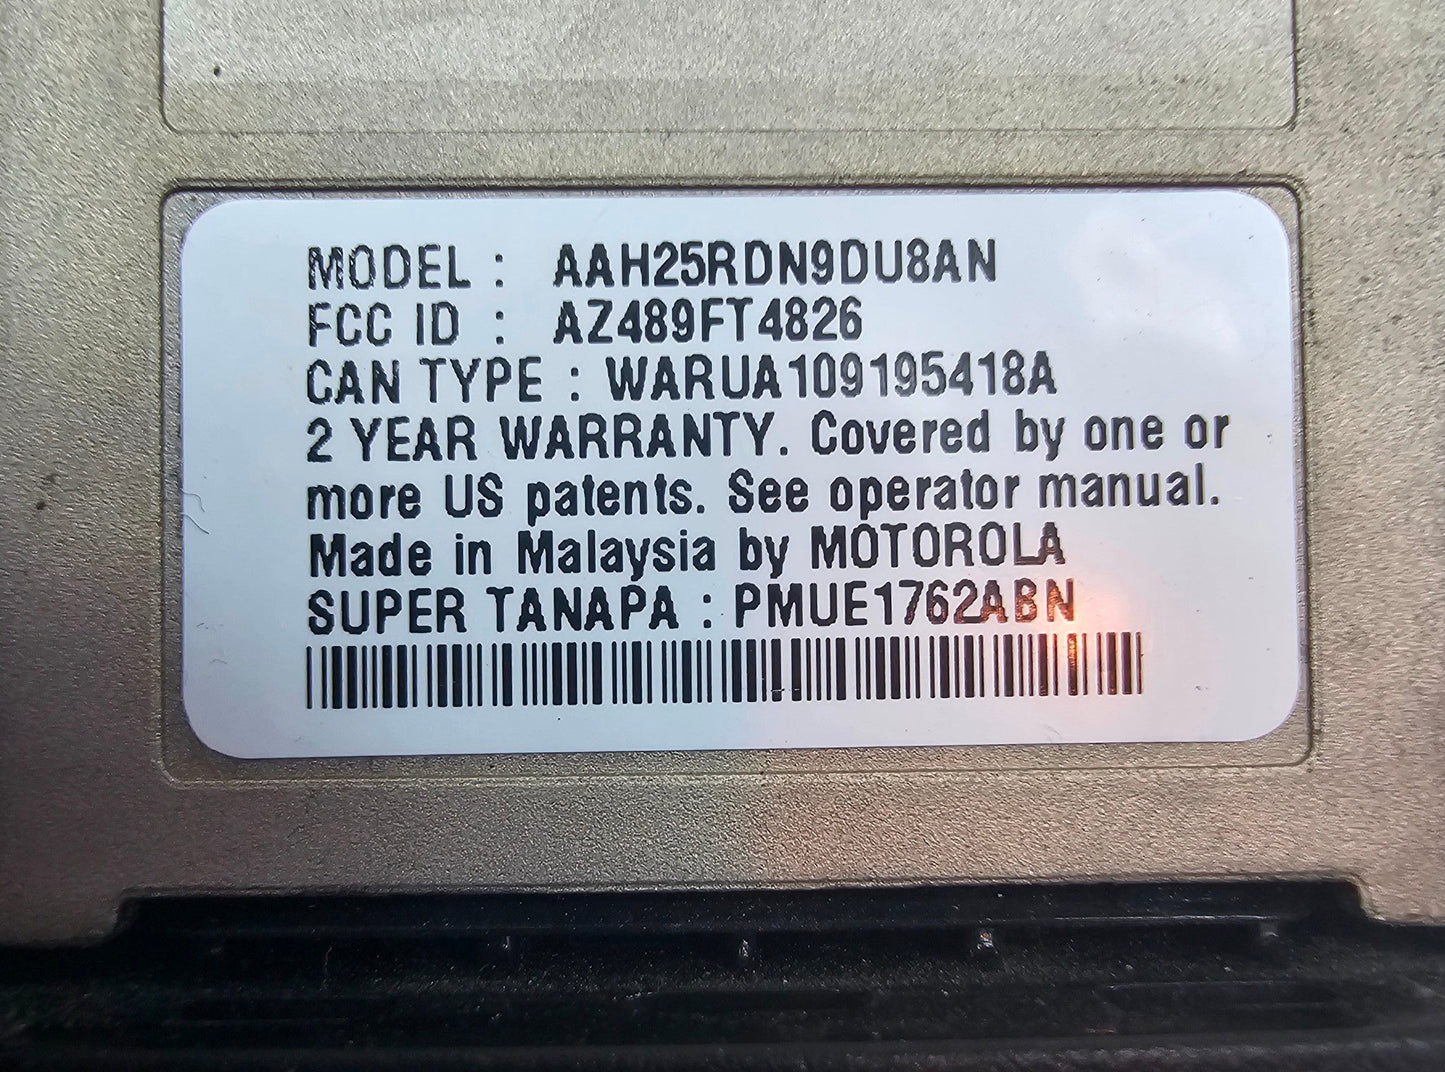 MODEL : AAH25RDN9DU8AN
FCC ID : AZ489FT4826
CAN TYPE : WARUA109195418A
2 YEAR WARRANTY. Covered by one or
more US patents. See operator manual.
Made in Malaysia by MOTOROLA
SUPER TANAPA : PMUE1762ABN